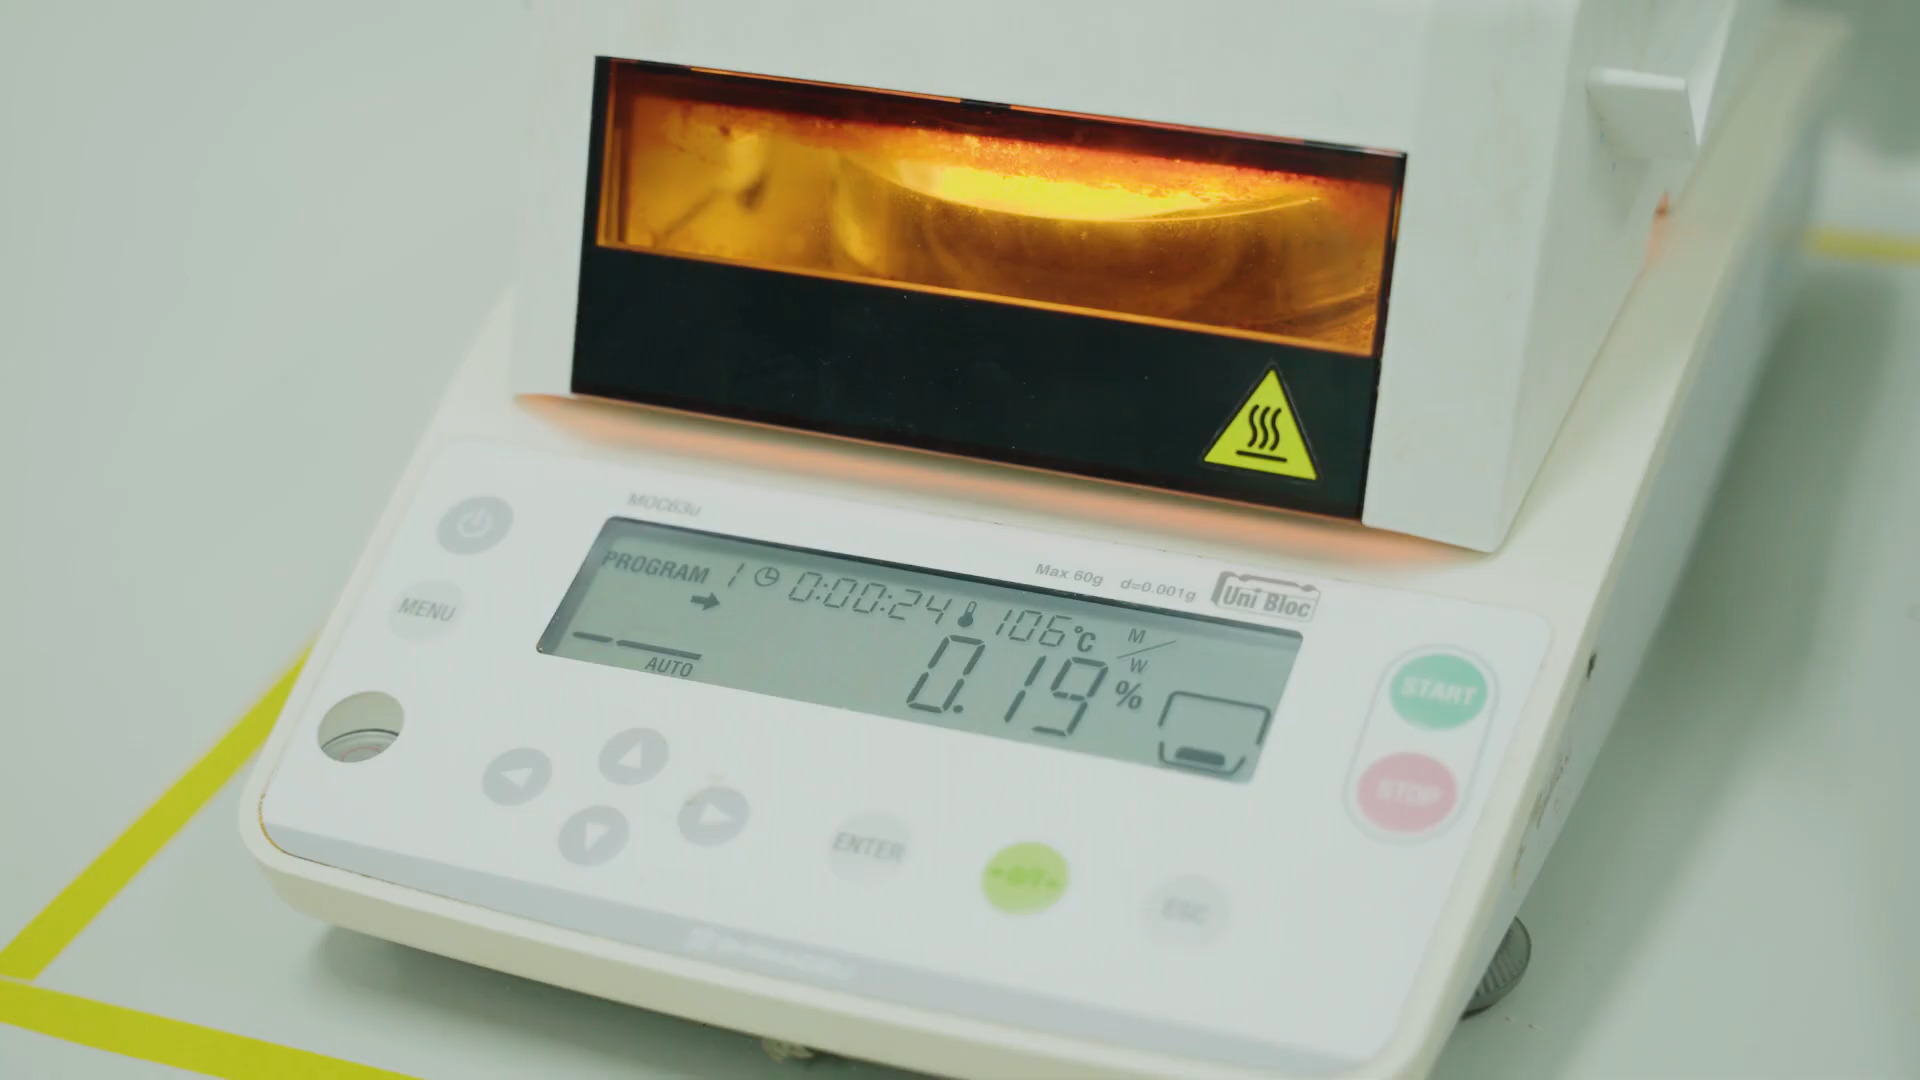 MOC63u
Max 60g d=0.001g Uni Bloc
PROGRAM 1 0:00:24 106°C M/W
AUTO
0.19 %
MENU
START
STOP
ENTER
ESC